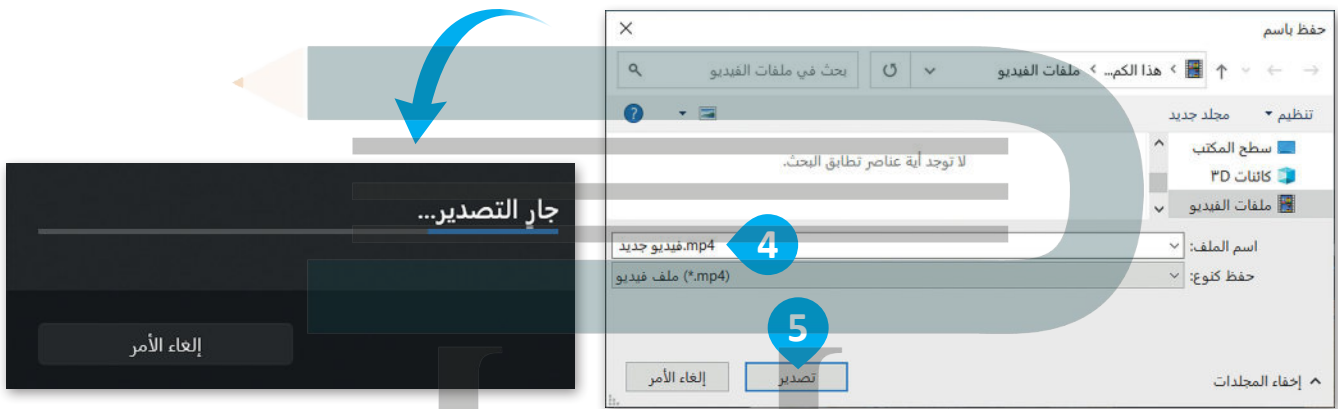 حفظ باسم
هذا الكم... › ملفات الفيديو
بحث في ملفات الفيديو
تنظيم
مجلد جديد
سطح المكتب
كائنات ٣D
ملفات الفيديو
لا توجد أية عناصر تطابق البحث.
اسم الملف:
فيديو جديد.mp4
4
حفظ كنوع:
ملف فيديو (*.mp4)
5
تصدير
إلغاء الأمر
إخفاء المجلدات
جارٍ التصدير...
إلغاء الأمر